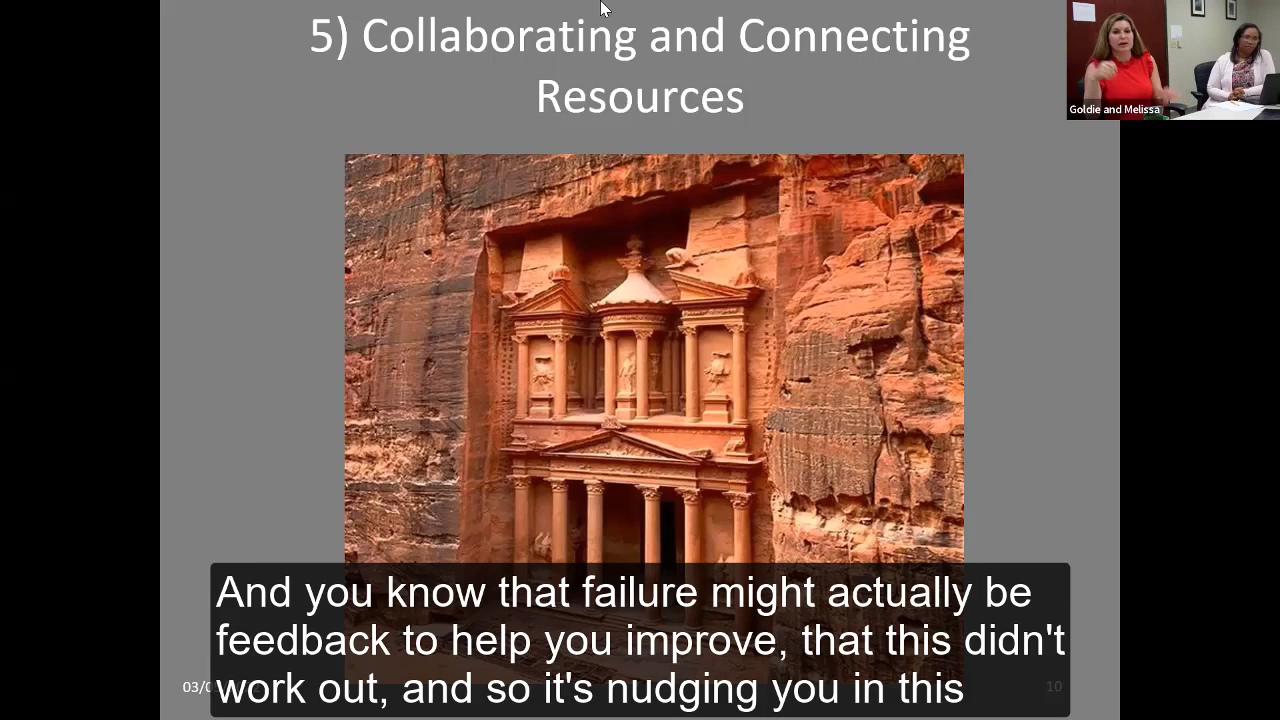 5) Collaborating and Connecting
Resources
Goldie and Melissa
And you know that failure might actually be
feedback to help you improve, that this didn't
work out, and so it's nudging you in this
10